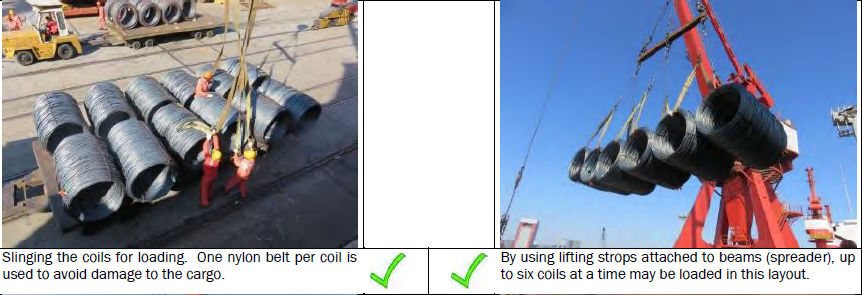 Slinging the coils for loading.  One nylon belt per coil is
used to avoid damage to the cargo.
By using lifting strops attached to beams (spreader), up
to six coils at a time may be loaded in this layout.